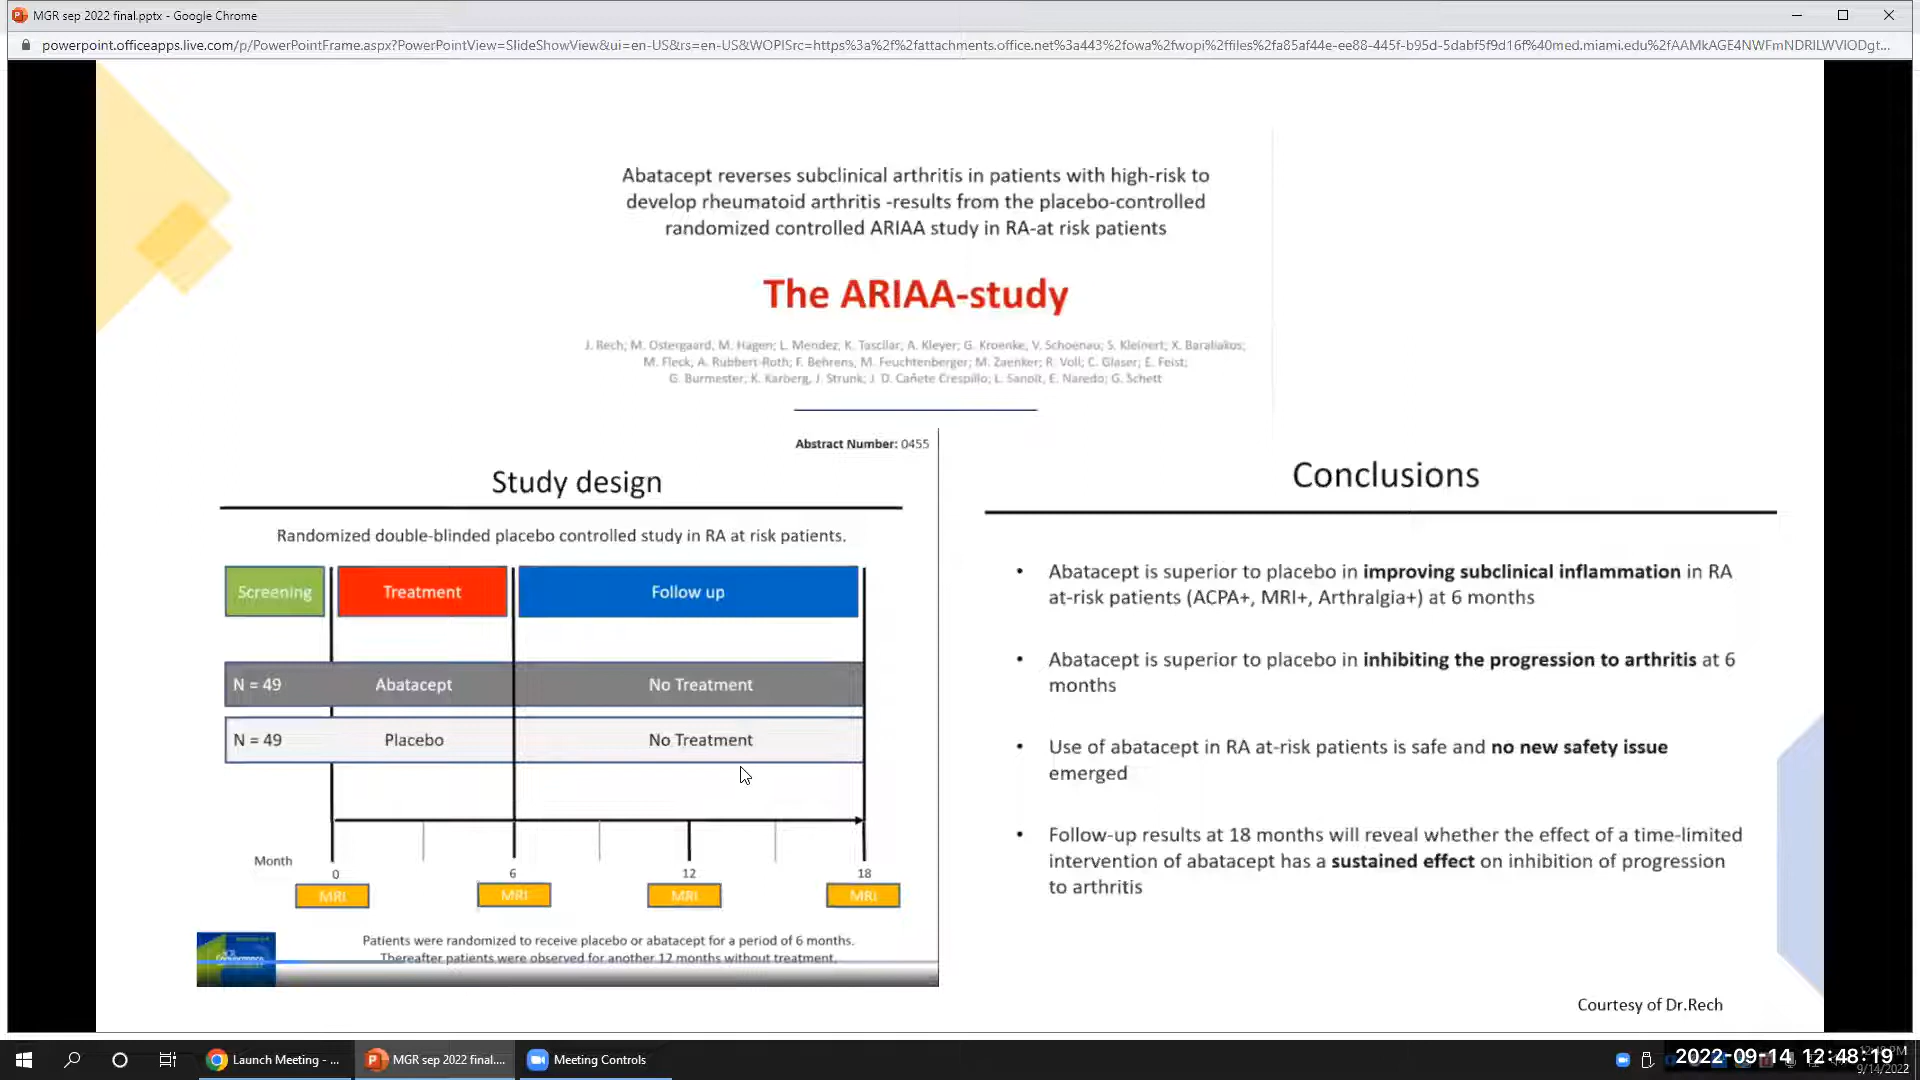 MGR sep 2022 final.pptx - Google Chrome
powerpoint.officeapps.live.com/p/PowerPointFrame.aspx?PowerPointView=SlideShowView&ui=en-US&rs=en-US&WOPISrc=https%3a%2f%2fattachments.office.net%3a443%2fowa%2fwopi%2ffiles%2fa85af44e-ee88-445f-b95d-5dabf5f9d16f%40med.miami.edu%2fAAMkAGE4NWFmNDRlLWVlODgt...
Abatacept reverses subclinical arthritis in patients with high-risk to
develop rheumatoid arthritis -results from the placebo-controlled
randomized controlled ARIAA study in RA-at risk patients
The ARIAA-study
J. Rech; M. Ostergaard, M. Hagen; L. Mendez; K. Tascilar, A. Kleyer; G. Kroenke, V. Schoenau; S. Kleinert; X. Baraliakos;
M. Fleck, A. Rubbert-Roth; F. Behrens, M. Feuchtenberger; M. Zaenker; R. Voll; C. Glaser; E. Feist;
G. Burmester; K. Karberg, J. Strunk; J. D. Cañete Crespillo; L. Sanoit, E. Naredo; G. Schett
Abstract Number: 0455
Study design
Randomized double-blinded placebo controlled study in RA at risk patients.
Screening Treatment Follow up
N = 49 Abatacept No Treatment
N = 49 Placebo No Treatment
Month 0 6 12 18
MRI MRI MRI MRI
Patients were randomized to receive placebo or abatacept for a period of 6 months.
Thereafter patients were observed for another 12 months without treatment.
Conclusions
• Abatacept is superior to placebo in improving subclinical inflammation in RA
at-risk patients (ACPA+, MRI+, Arthralgia+) at 6 months
• Abatacept is superior to placebo in inhibiting the progression to arthritis at 6
months
• Use of abatacept in RA at-risk patients is safe and no new safety issue
emerged
• Follow-up results at 18 months will reveal whether the effect of a time-limited
intervention of abatacept has a sustained effect on inhibition of progression
to arthritis
Courtesy of Dr.Rech
Launch Meeting - ...
MGR sep 2022 final....
Meeting Controls
2022-09-14 12:48:19
9/14/2022